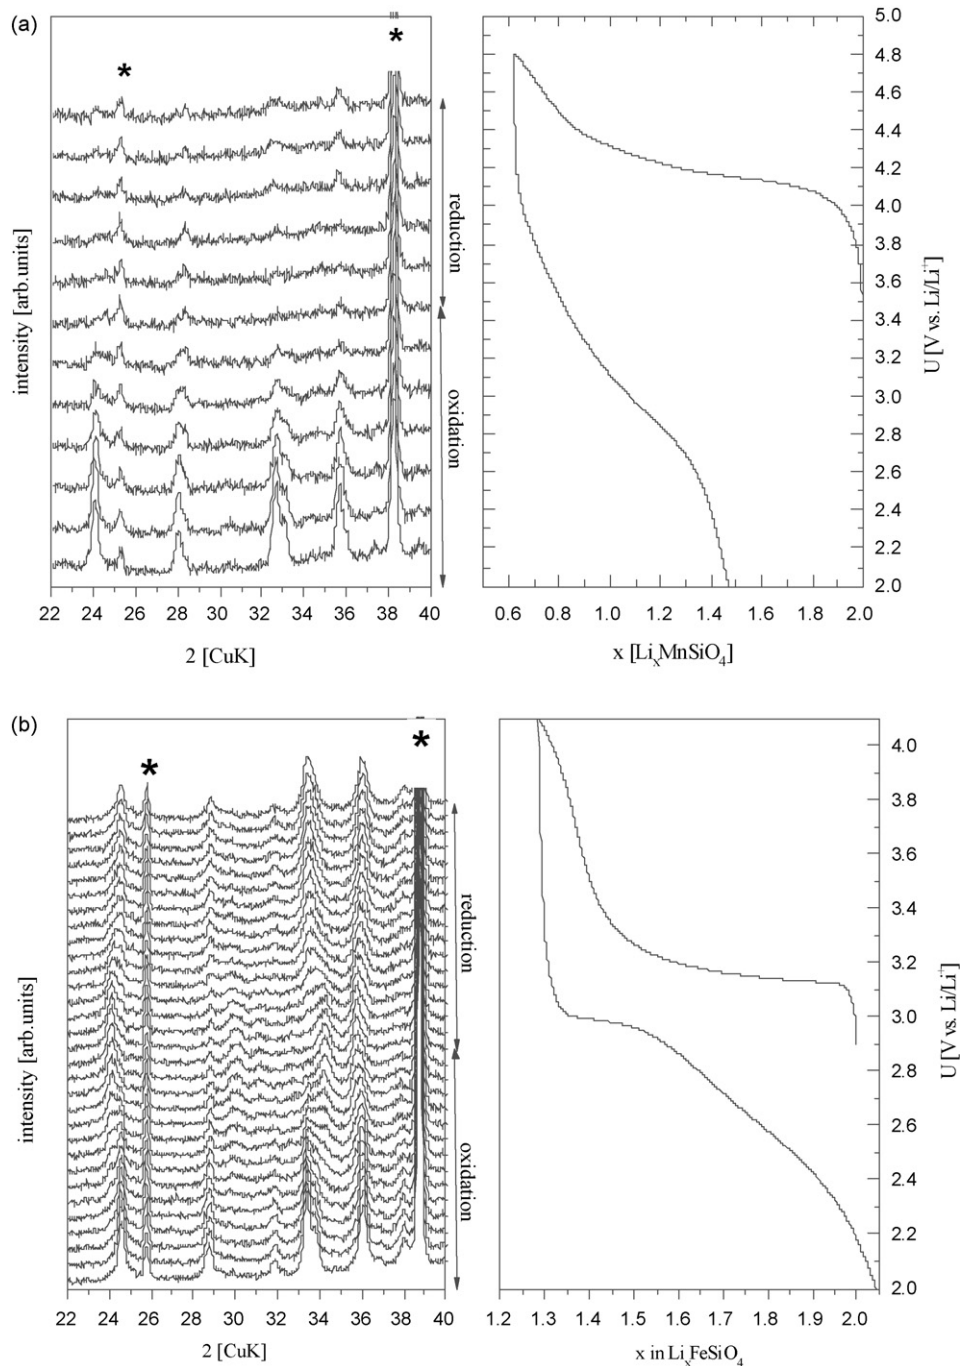 (a)
*
*
intensity [arb.units]
reduction
oxidation
22 24 26 28 30 32 34 36 38 40
2 [CuK]
5.0
4.8
4.6
4.4
4.2
4.0
3.8
3.6
3.4
3.2
3.0
2.8
2.6
2.4
2.2
2.0
U [V vs. Li/Li⁺]
0.6 0.8 1.0 1.2 1.4 1.6 1.8 2.0
x [LiₓMnSiO₄]
(b)
*
*
intensity [arb.units]
reduction
oxidation
22 24 26 28 30 32 34 36 38 40
2 [CuK]
4.0
3.8
3.6
3.4
3.2
3.0
2.8
2.6
2.4
2.2
2.0
U [V vs. Li/Li⁺]
1.2 1.3 1.4 1.5 1.6 1.7 1.8 1.9 2.0
x in LiₓFeSiO₄